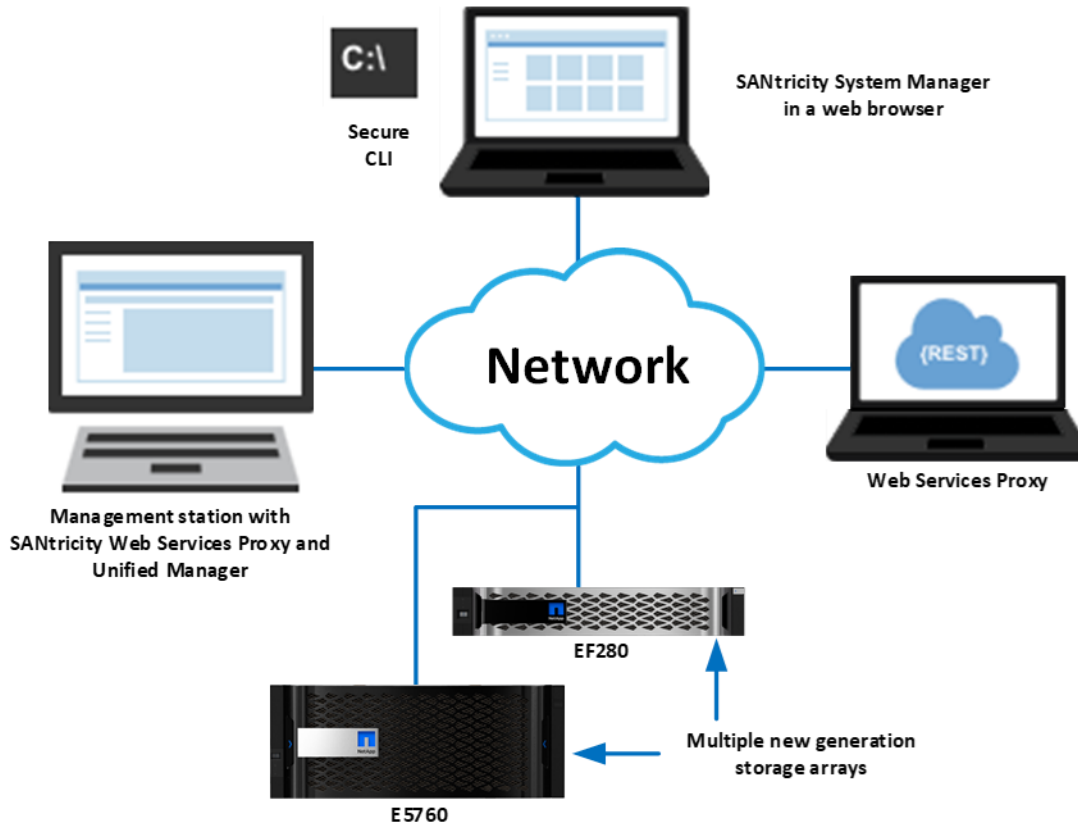 C:\
Secure
CLI
SANtricity System Manager
in a web browser
Network
{REST}
Web Services Proxy
Management station with
SANtricity Web Services Proxy and
Unified Manager
EF280
NetApp
Multiple new generation
storage arrays
E5760